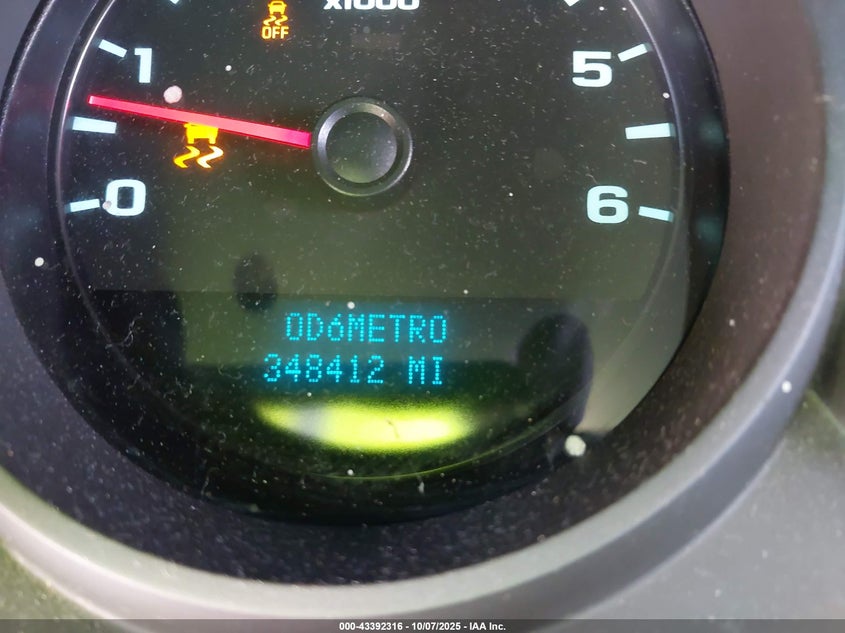 x1000
OFF
1
5
0
6
ODóMETRO
348412 MI
000-43392316 - 10/07/2025 - IAA Inc.